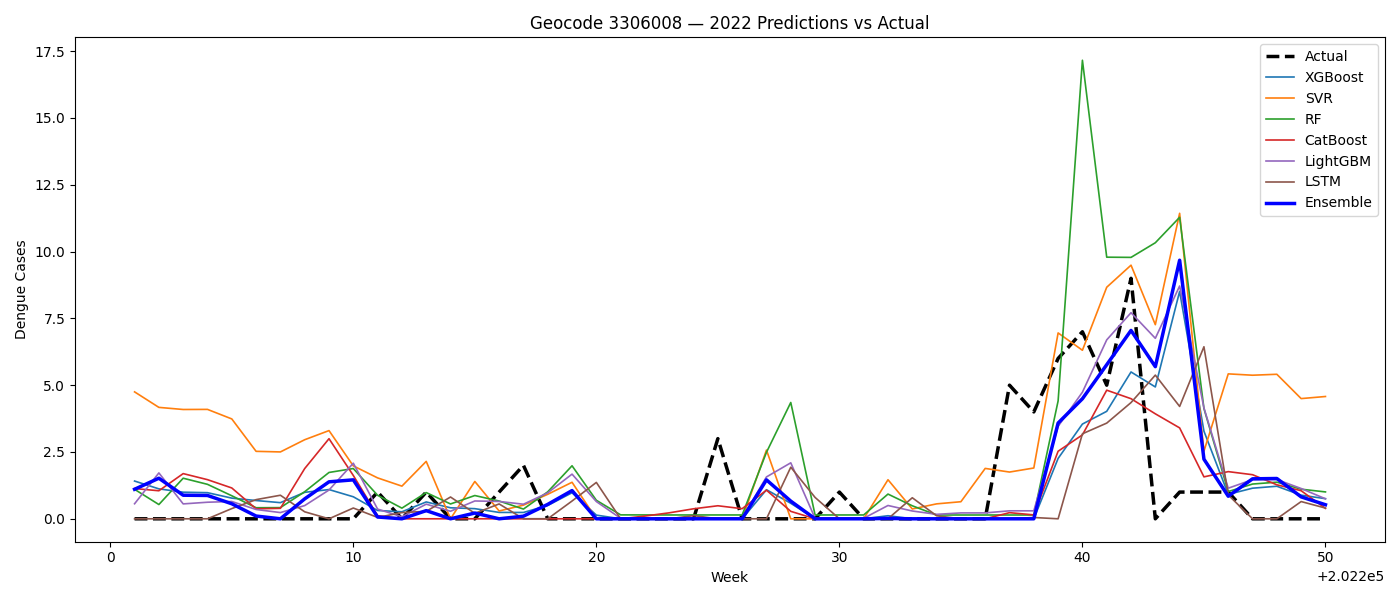 Geocode 3306008 — 2022 Predictions vs Actual
17.5
15.0
12.5
10.0
7.5
5.0
2.5
0.0
Dengue Cases
Actual
XGBoost
SVR
RF
CatBoost
LightGBM
LSTM
Ensemble
0
10
20
30
40
50
Week
+2.022e5